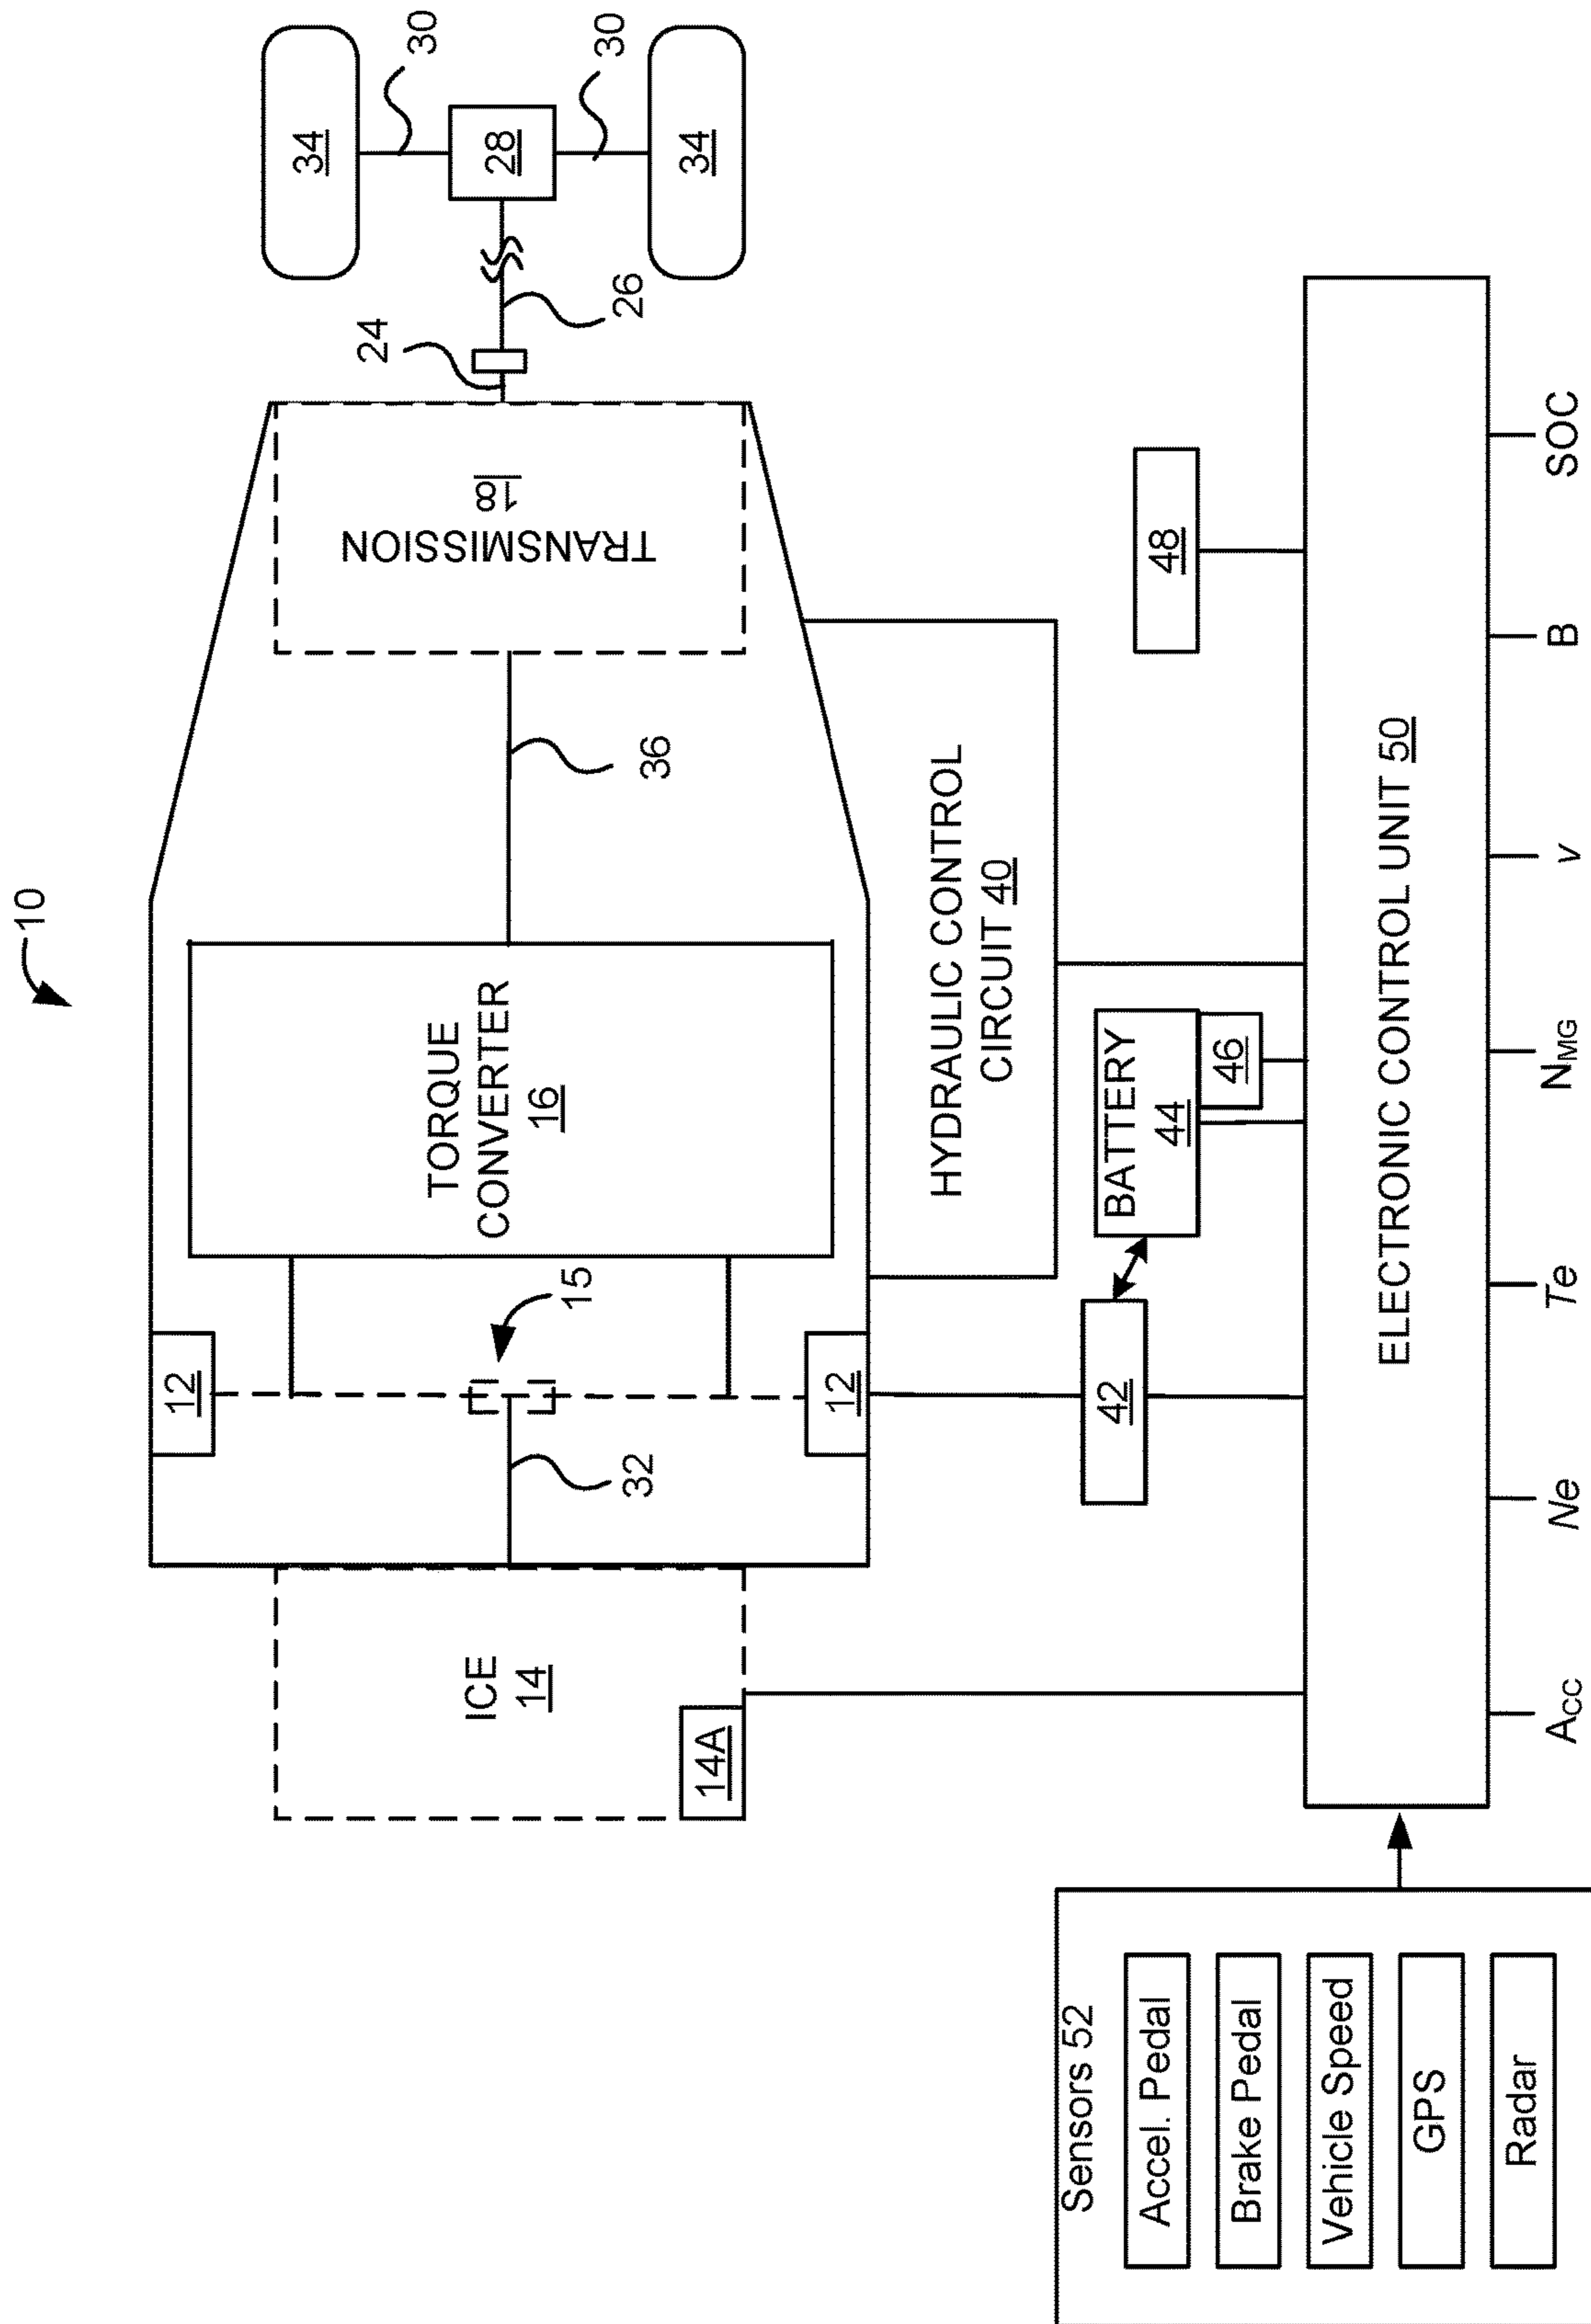 10
12
15
TORQUE
CONVERTER
16
32
12
36
TRANSMISSION
18
24
26
28
30
30
34
34
ICE
14
14A
HYDRAULIC CONTROL
CIRCUIT 40
42
BATTERY
44
46
48
ELECTRONIC CONTROL UNIT 50
Acc
Ne
Te
NMG
v
B
SOC
Sensors 52
Accel. Pedal
Brake Pedal
Vehicle Speed
GPS
Radar